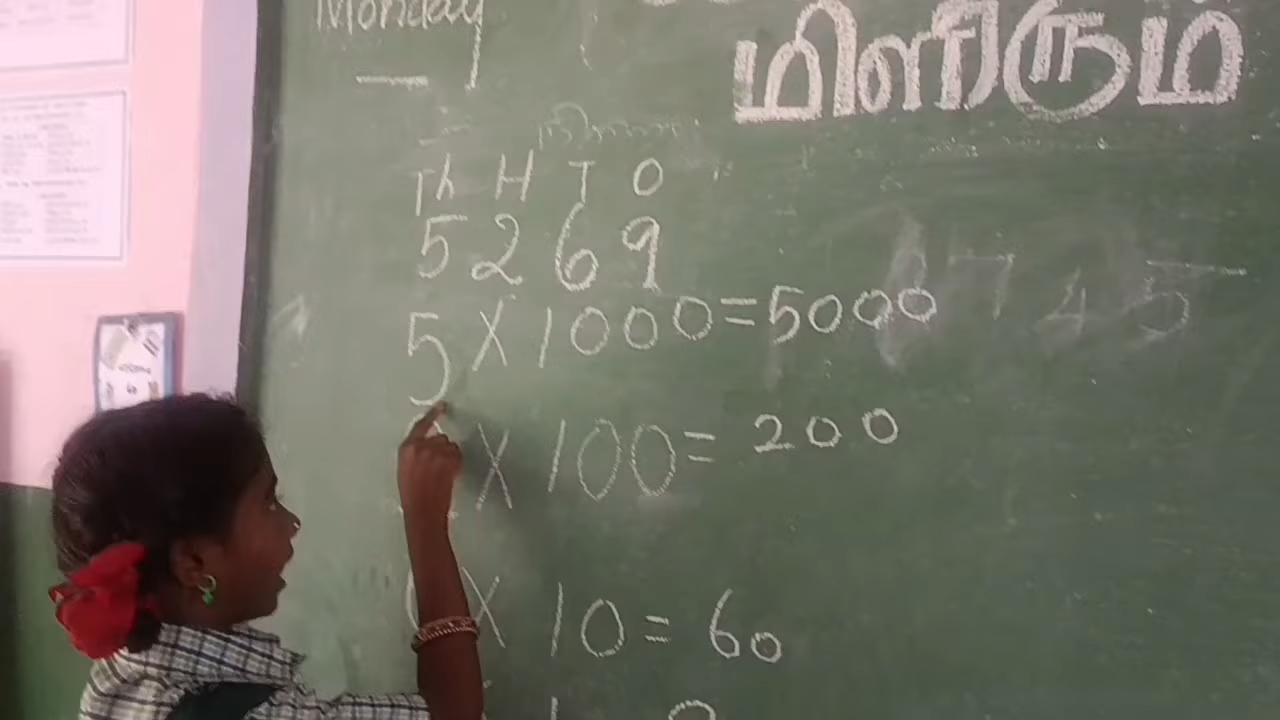 Monday
மிளிரும்
Th H T O
5269
5 X 1000 = 5000
X 100 = 200
X 10 = 60